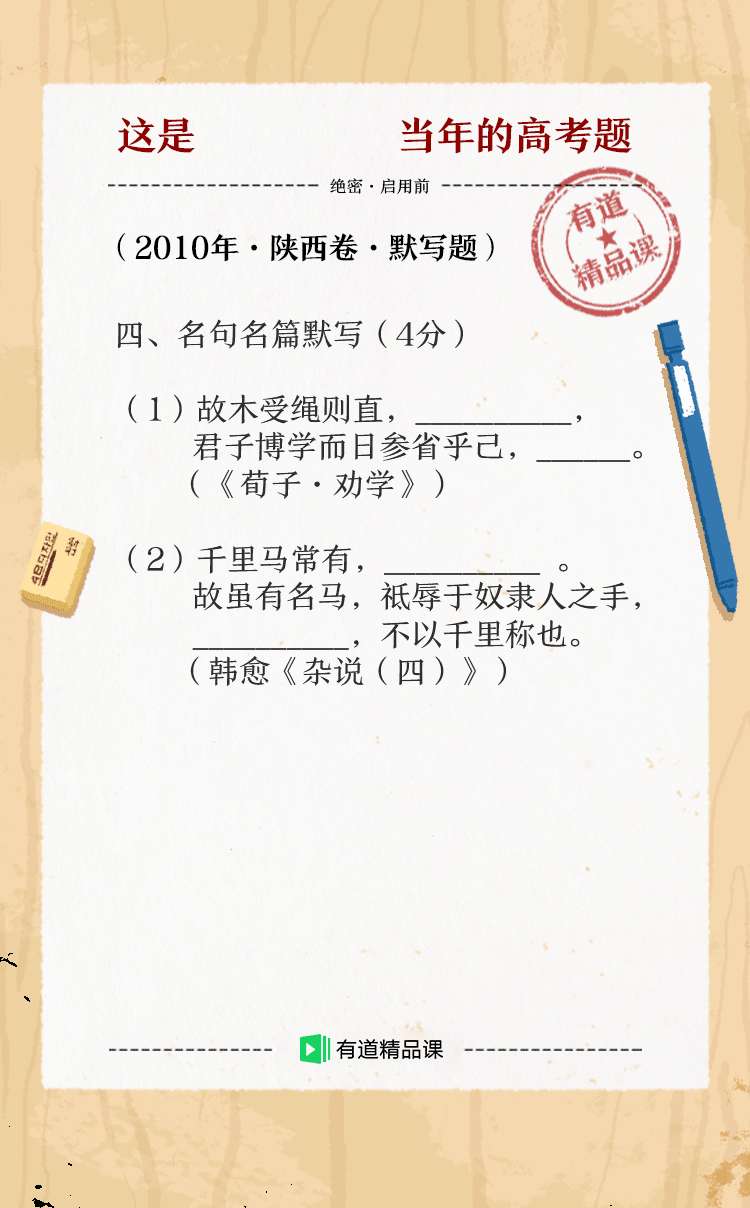 这是 当年的高考题
绝密·启用前
有道
精品课
（2010年·陕西卷·默写题）
四、名句名篇默写（4分）
（1）故木受绳则直，__________，
君子博学而日参省乎己，______。
（《荀子·劝学》）
（2）千里马常有，__________ 。
故虽有名马，祗辱于奴隶人之手，
__________，不以千里称也。
（韩愈《杂说（四）》）
有道精品课